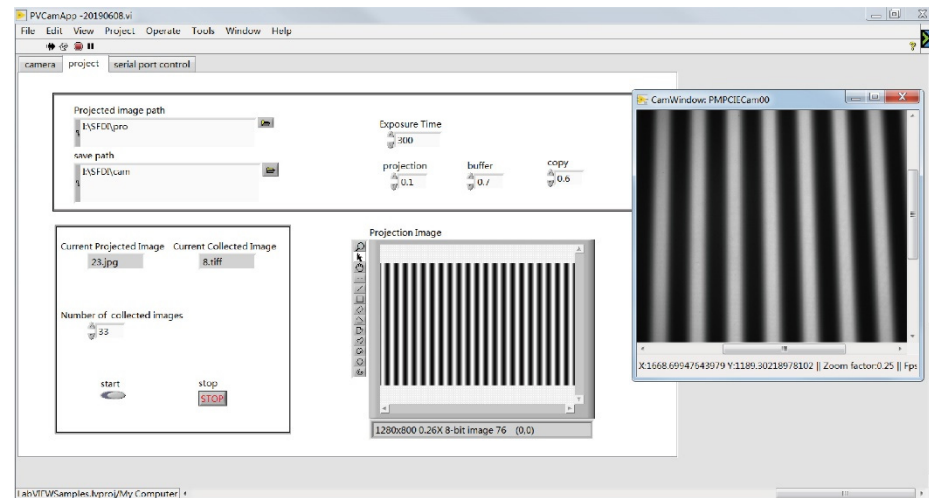 PVCamApp -20190608.vi
File Edit View Project Operate Tools Window Help
camera project serial port control
Projected image path
I:\SFDI\pro
save path
I:\SFDI\cam
Exposure Time
300
projection buffer copy
0.1 0.7 0.6
Current Projected Image Current Collected Image
23.jpg 8.tiff
Number of collected images
33
start stop
STOP
Projection Image
1280x800 0.26X 8-bit image 76 (0,0)
CamWindow: PMPCIECam00
X:1668.69947643979 Y:1189.30218978102 || Zoom factor:0.25 || Fps
LabVIEWSamples.lvproj/My Computer